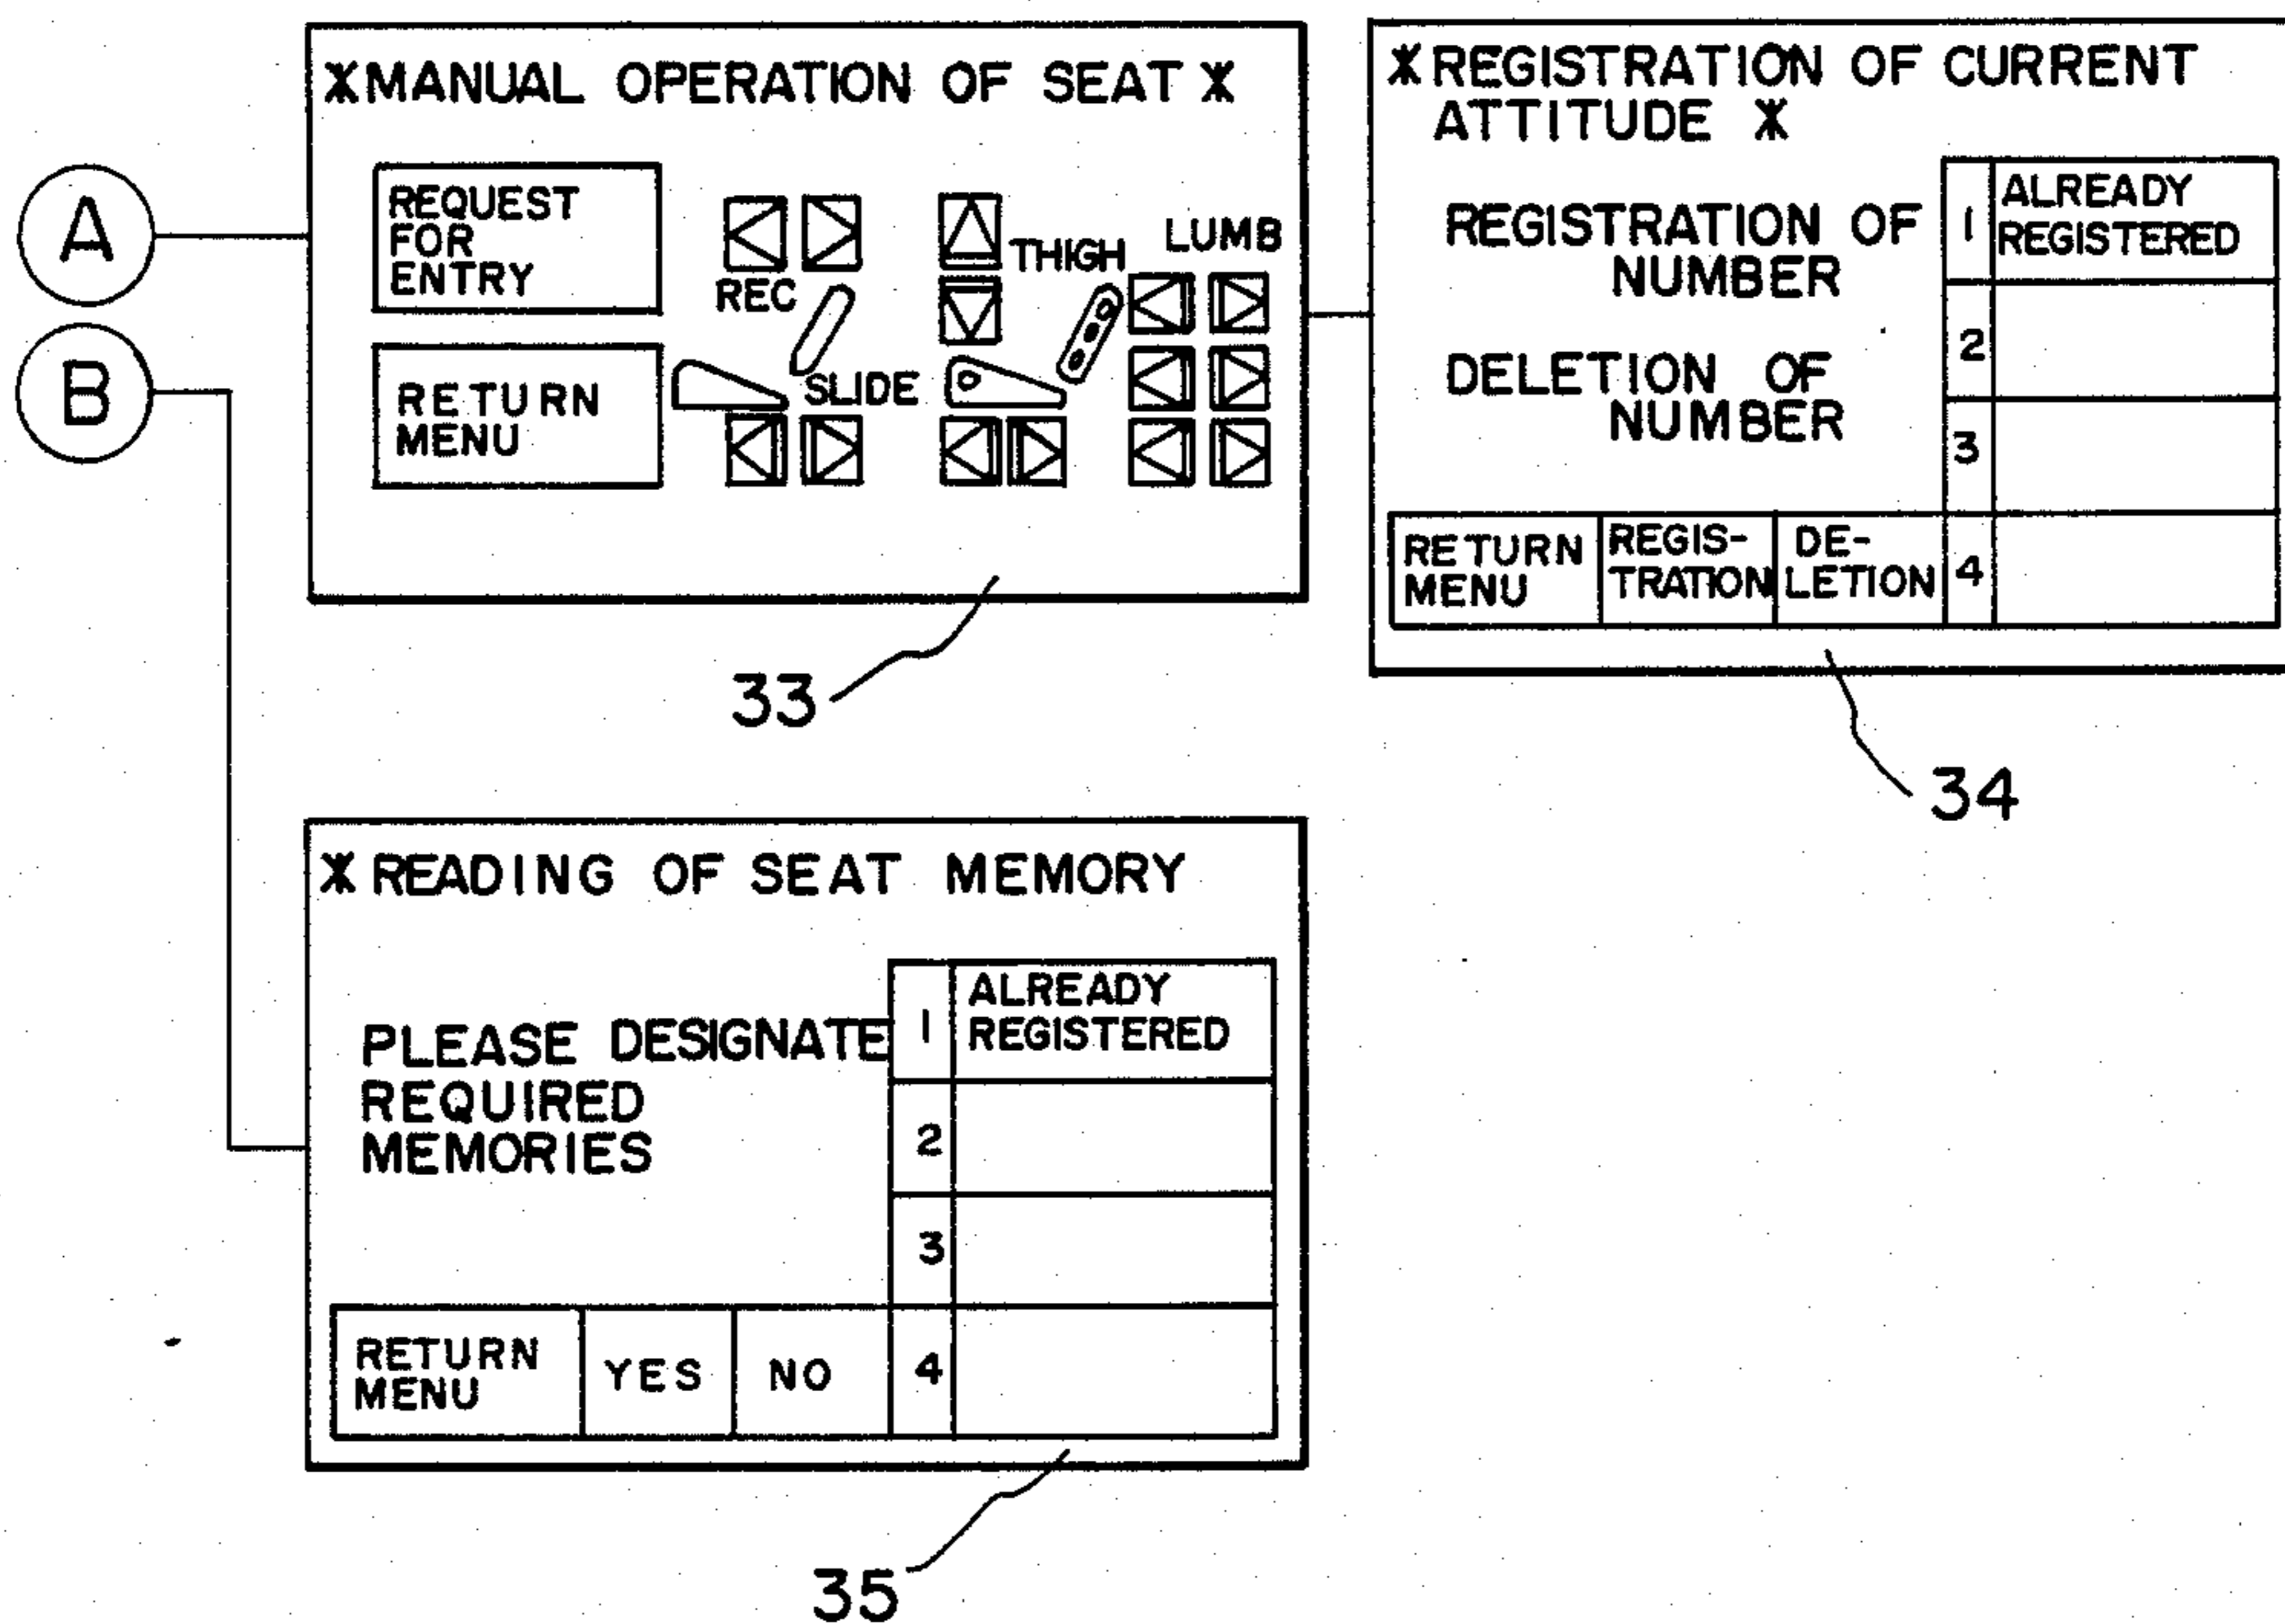 A
B
*MANUAL OPERATION OF SEAT*
REQUEST
FOR
ENTRY
RETURN
MENU
REC
SLIDE
THIGH
LUMB
33
*REGISTRATION OF CURRENT
ATTITUDE *
REGISTRATION OF
NUMBER
DELETION OF
NUMBER
1
ALREADY
REGISTERED
2
3
4
RETURN
MENU
REGIS-
TRATION
DE-
LETION
34
*READING OF SEAT MEMORY
PLEASE DESIGNATE
REQUIRED
MEMORIES
1
ALREADY
REGISTERED
2
3
4
RETURN
MENU
YES
NO
35